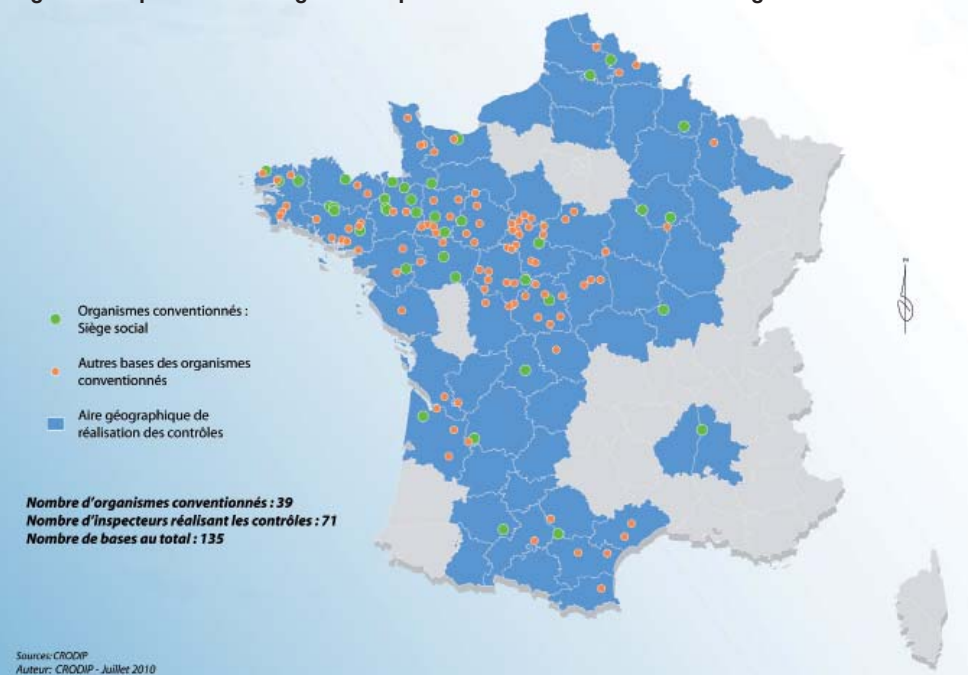 Organismes conventionnés :
Siège social
Autres bases des organismes
conventionnés
Aire géographique de
réalisation des contrôles
Nombre d'organismes conventionnés : 39
Nombre d'inspecteurs réalisant les contrôles : 71
Nombre de bases au total : 135
Sources: CRODIP
Auteur: CRODIP - Juillet 2010